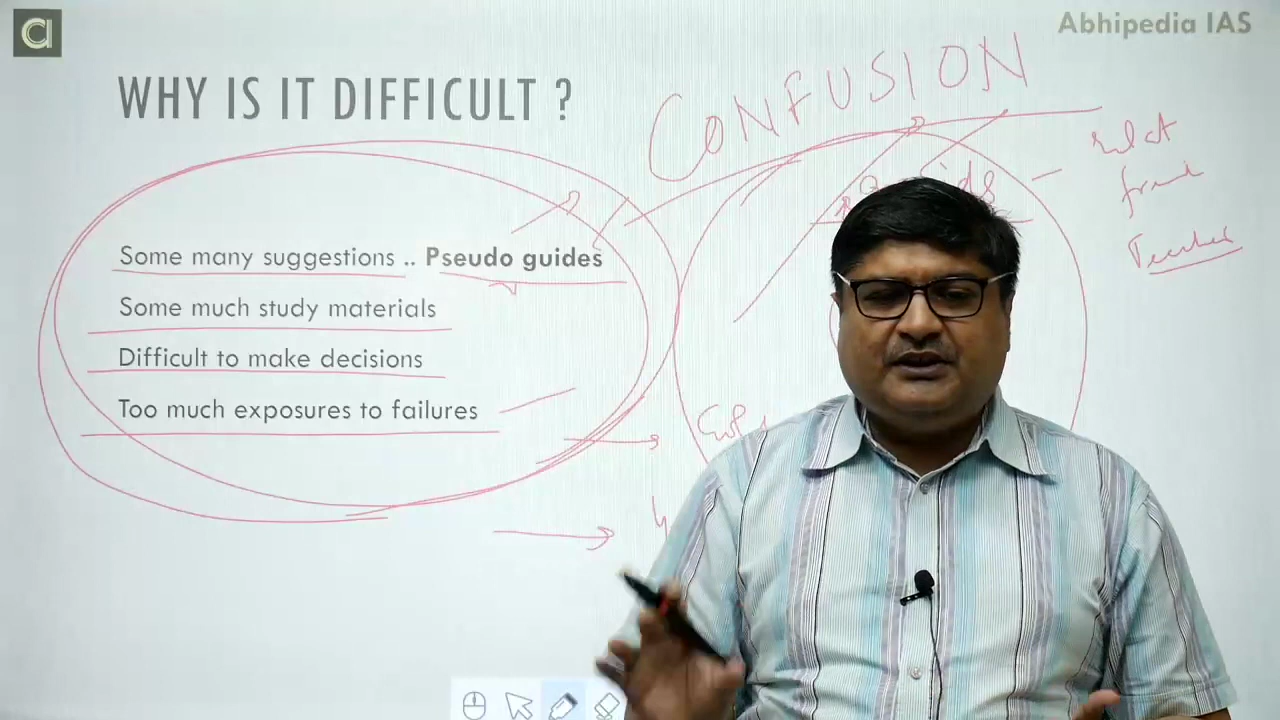 Abhipedia IAS
WHY IS IT DIFFICULT ?
CONFUSION
Some many suggestions .. Pseudo guides
Some much study materials
Difficult to make decisions
Too much exposures to failures
Teacher